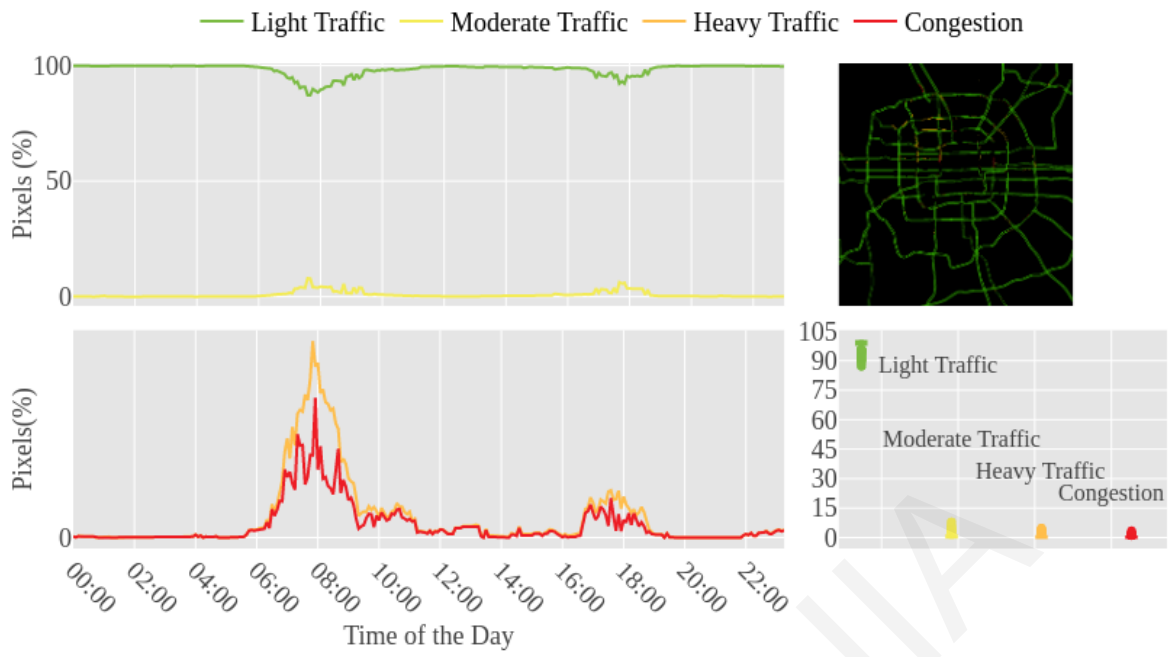 Light Traffic Moderate Traffic Heavy Traffic Congestion
100
50
0
Pixels (%)
0
Pixels(%)
00:00 02:00 04:00 06:00 08:00 10:00 12:00 14:00 16:00 18:00 20:00 22:00
Time of the Day
105
90
75
60
45
30
15
0
Light Traffic
Moderate Traffic
Heavy Traffic
Congestion